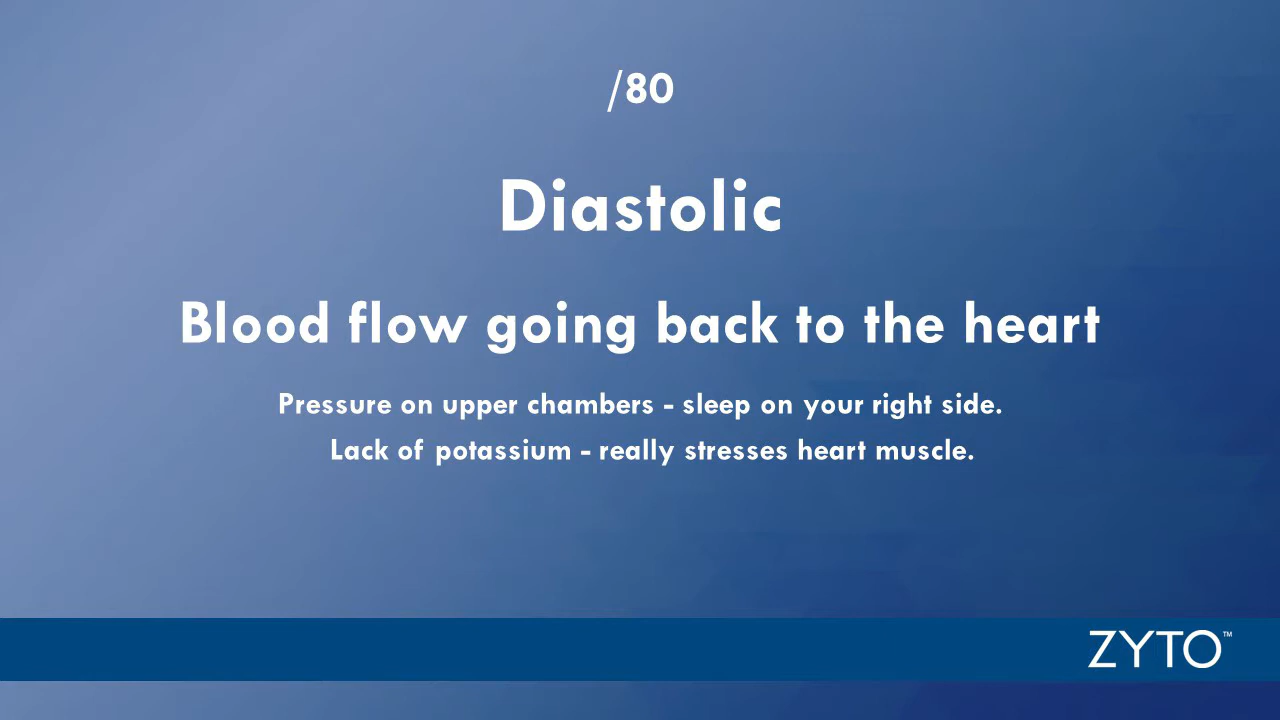 /80
Diastolic
Blood flow going back to the heart
Pressure on upper chambers - sleep on your right side.
Lack of potassium - really stresses heart muscle.
ZYTO™